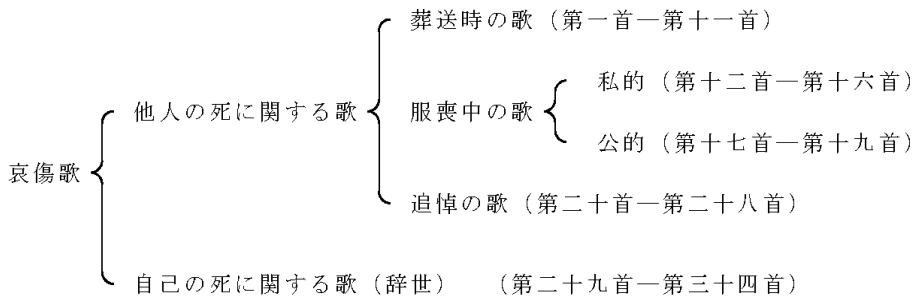 哀傷歌
他人の死に関する歌
葬送時の歌（第一首―第十一首）
服喪中の歌
私的（第十二首―第十六首）
公的（第十七首―第十九首）
追悼の歌（第二十首―第二十八首）
自己の死に関する歌（辞世）　（第二十九首―第三十四首）